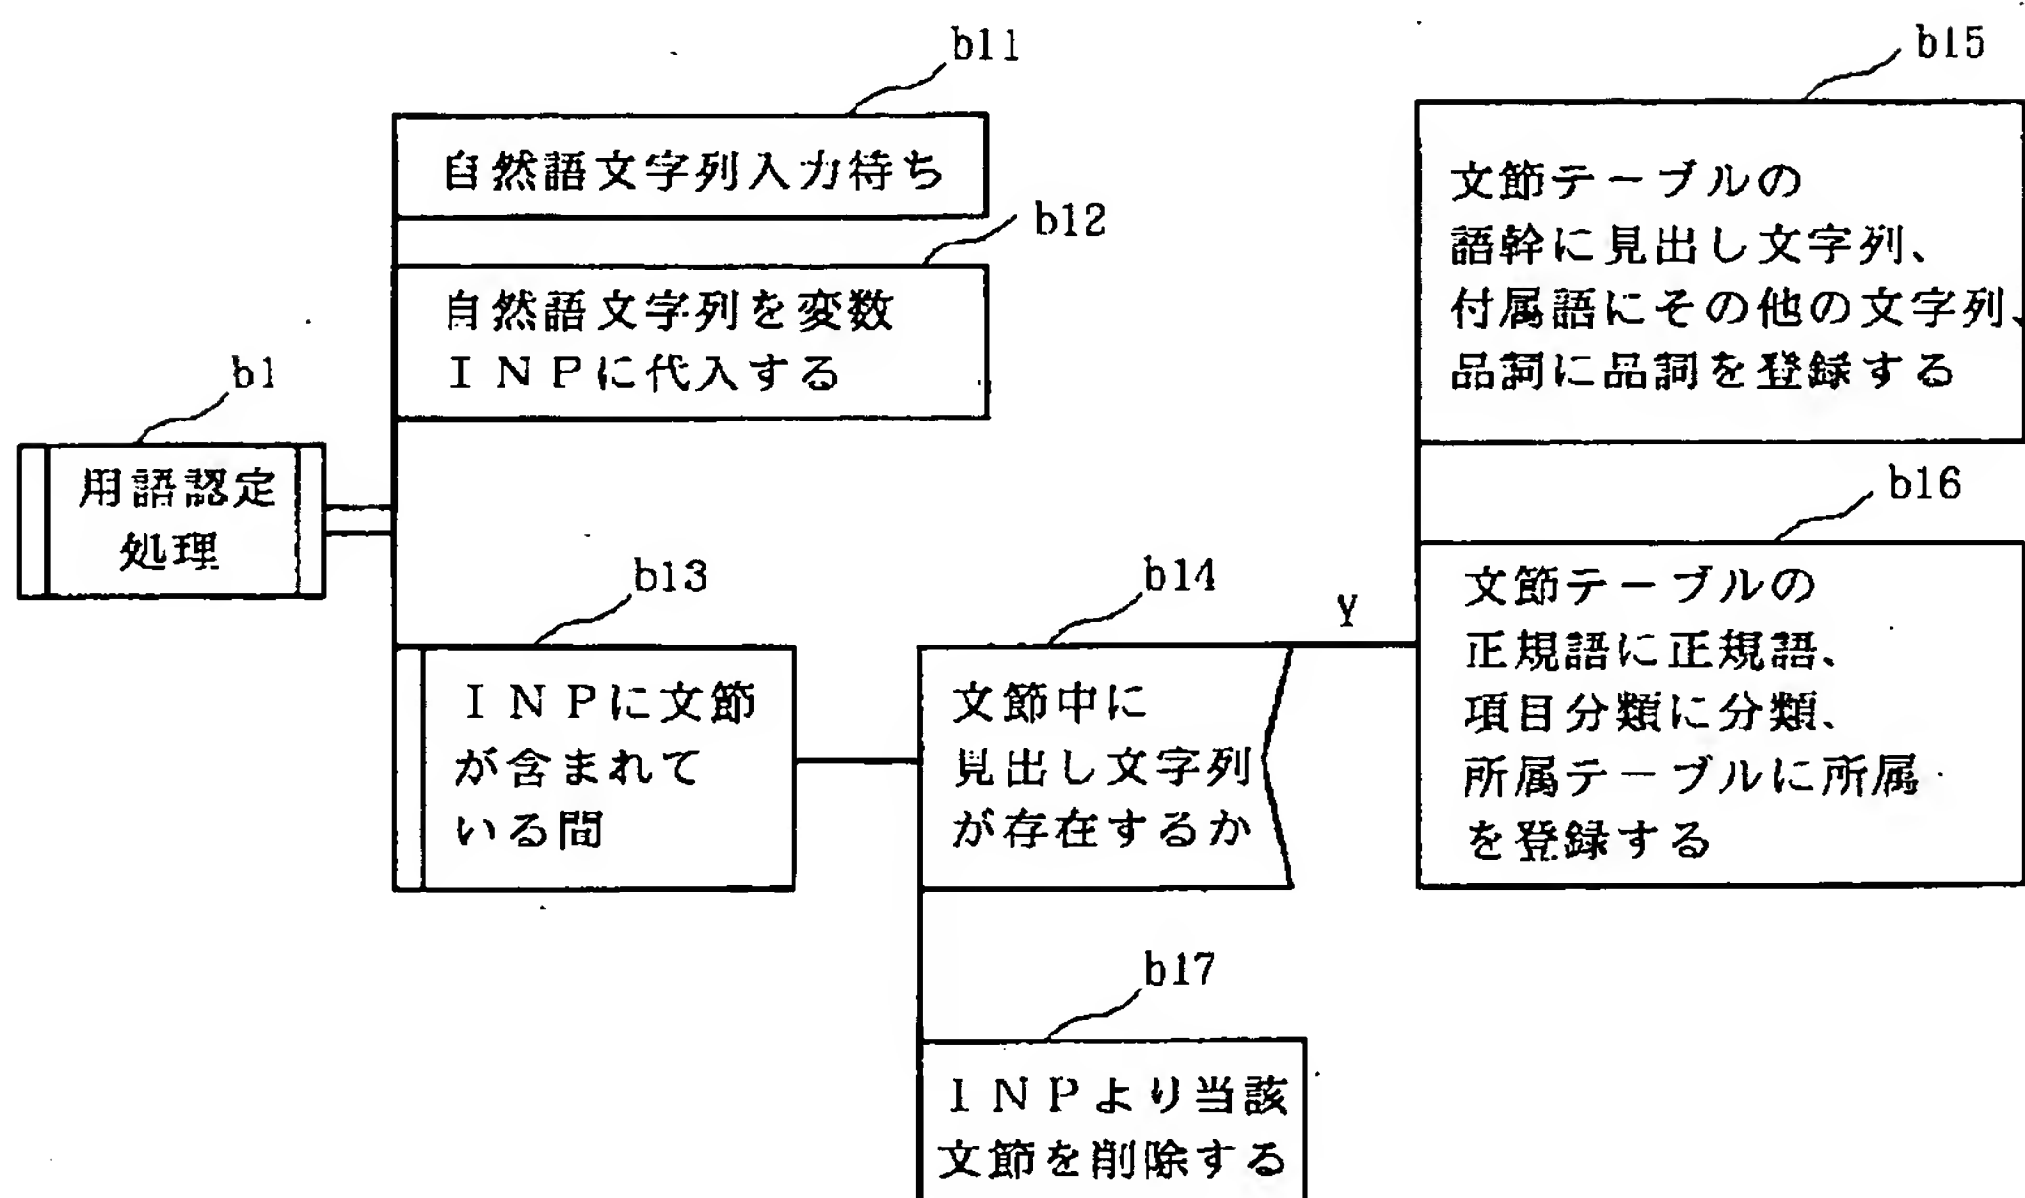 b1
用語認定
処理
b11
自然語文字列入力待ち
b12
自然語文字列を変数
ＩＮＰに代入する
b13
ＩＮＰに文節
が含まれて
いる間
b14
文節中に
見出し文字列
が存在するか
Y
b15
文節テーブルの
語幹に見出し文字列、
付属語にその他の文字列、
品詞に品詞を登録する
b16
文節テーブルの
正規語に正規語、
項目分類に分類、
所属テーブルに所属
を登録する
b17
ＩＮＰより当該
文節を削除する